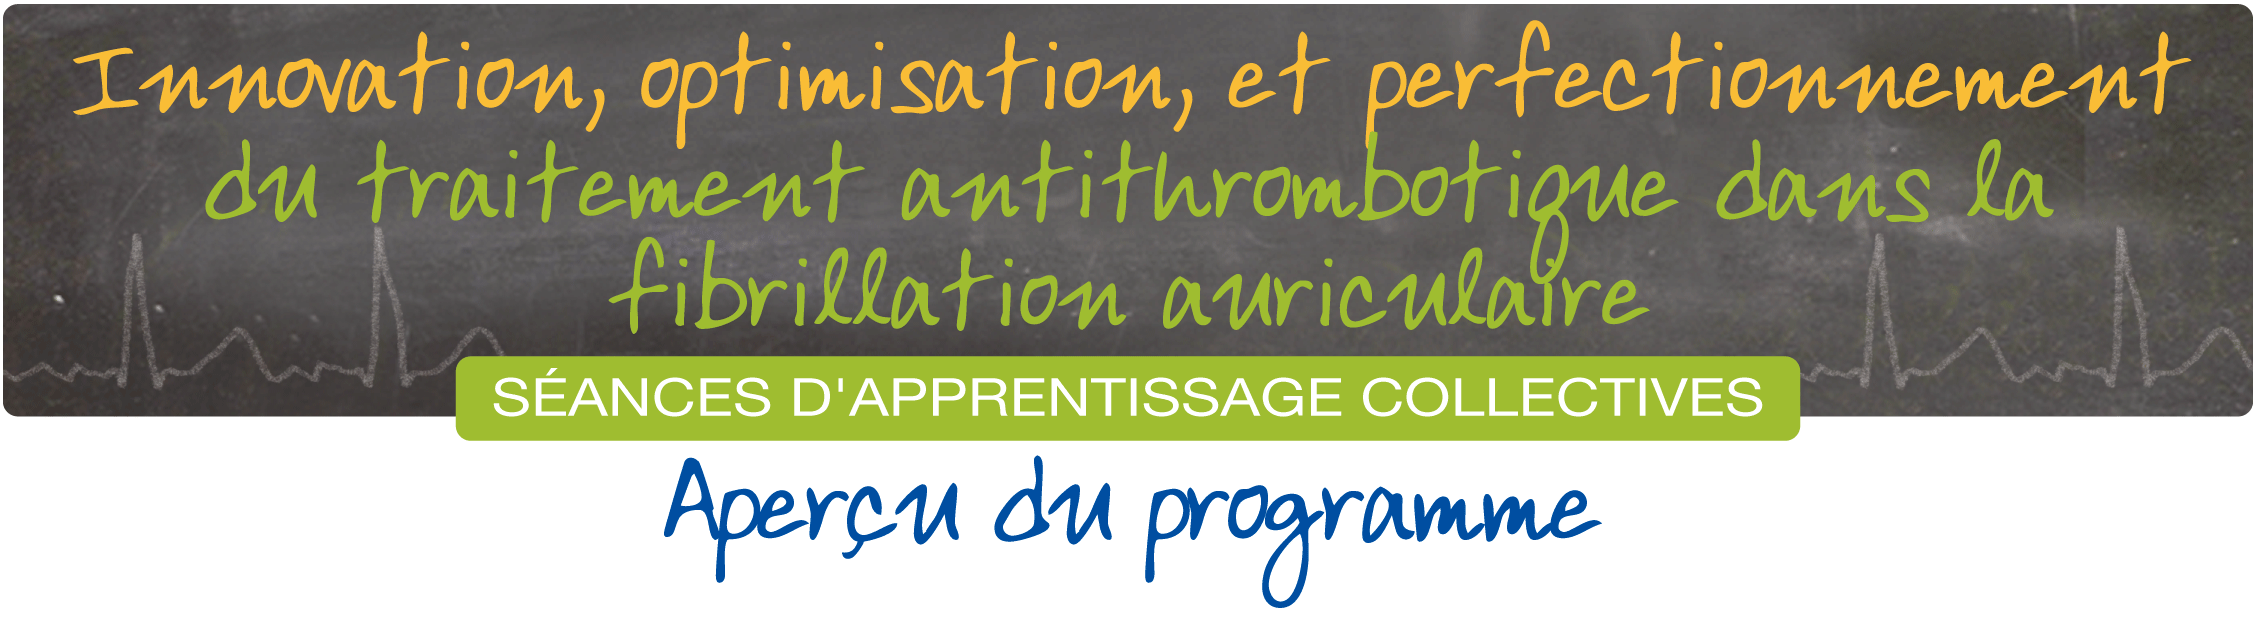 Innovation, optimisation, et perfectionnement
du traitement antithrombotique dans la
fibrillation auriculaire
SÉANCES D'APPRENTISSAGE COLLECTIVES
Aperçu du programme